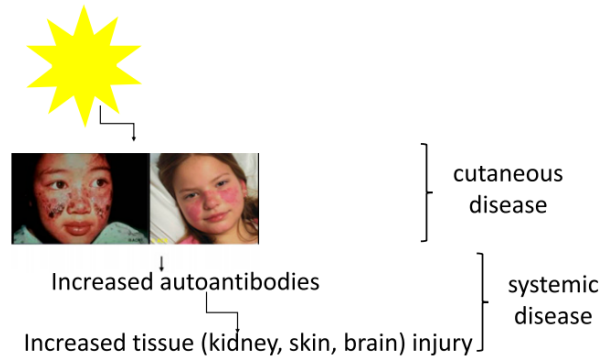 cutaneous
disease
Increased autoantibodies
systemic
disease
Increased tissue (kidney, skin, brain) injury